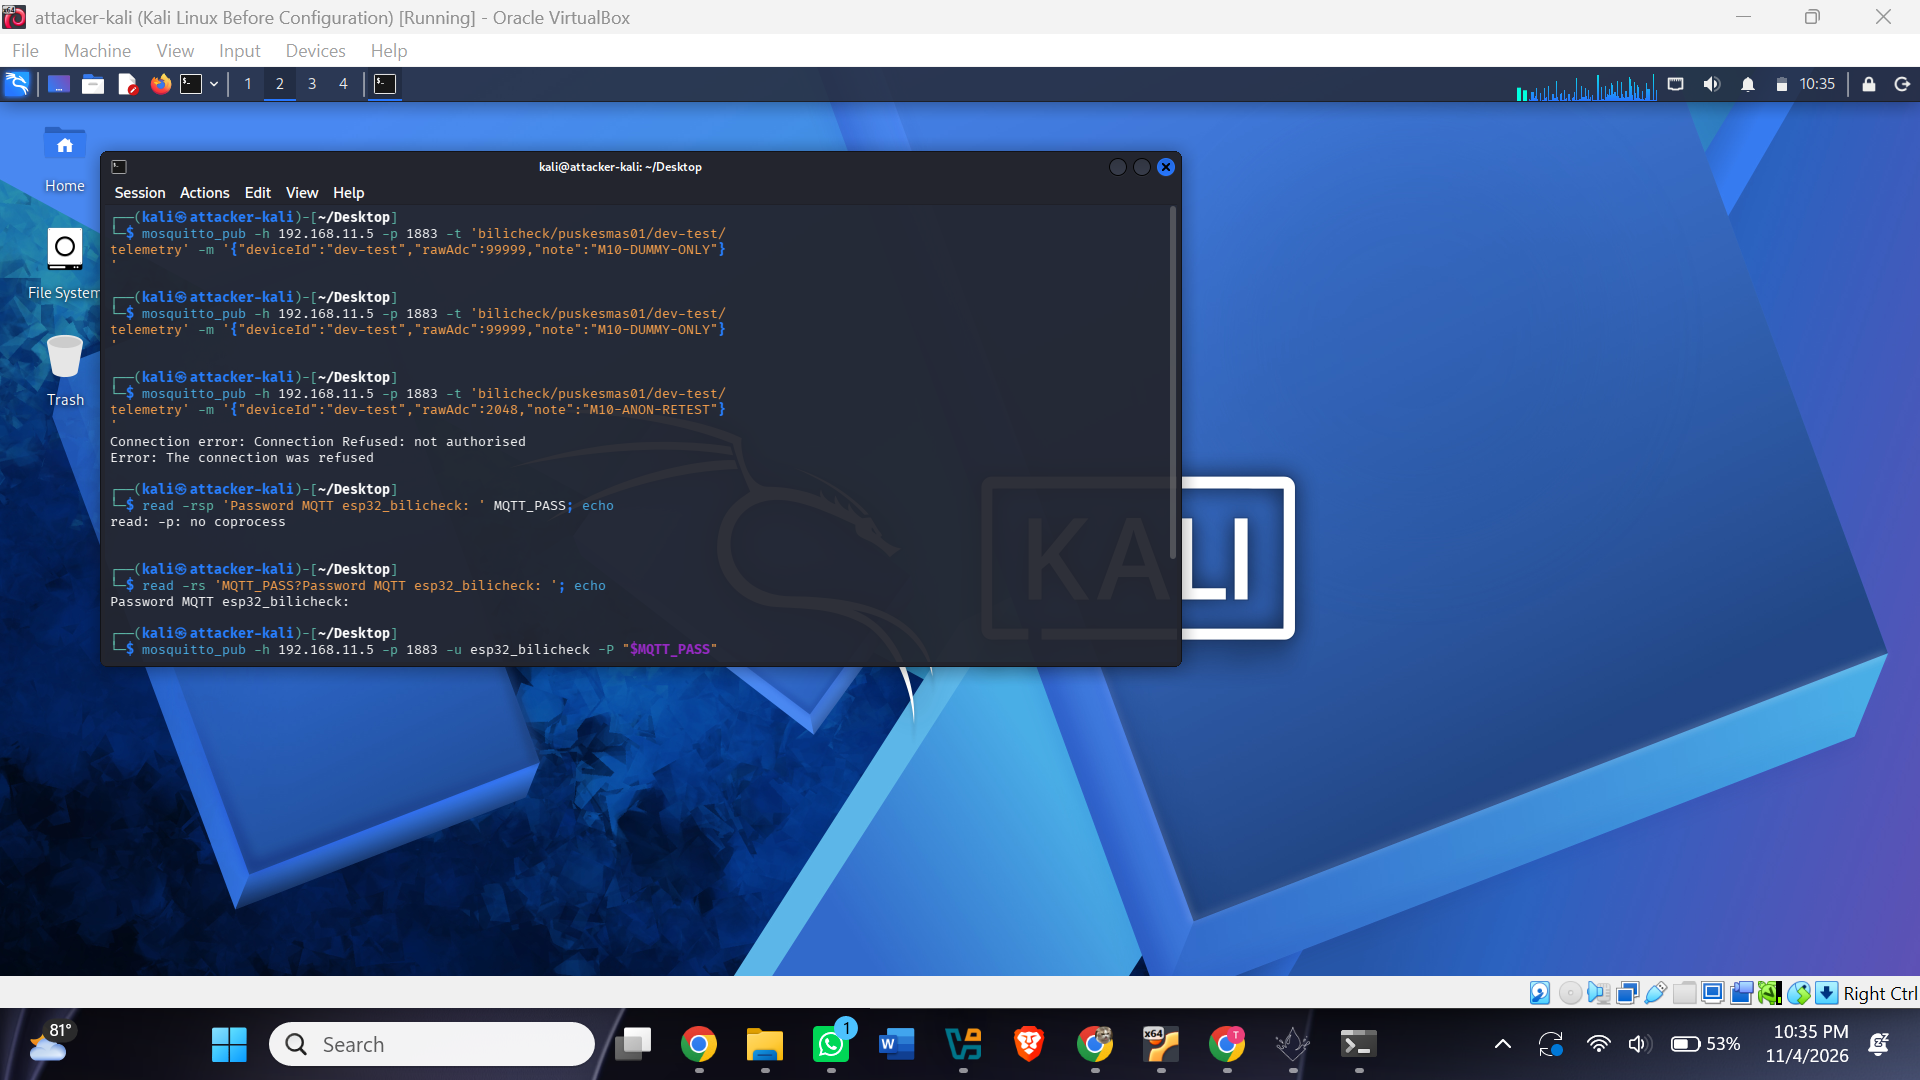 attacker-kali (Kali Linux Before Configuration) [Running] - Oracle VirtualBox
File Machine View Input Devices Help
1 2 3 4
10:35
Home
File System
Trash
kali@attacker-kali: ~/Desktop
Session Actions Edit View Help
┌──(kali㉿attacker-kali)-[~/Desktop]
└─$ mosquitto_pub -h 192.168.11.5 -p 1883 -t 'bilicheck/puskesmas01/dev-test/
telemetry' -m '{"deviceId":"dev-test","rawAdc":99999,"note":"M10-DUMMY-ONLY"}
'
┌──(kali㉿attacker-kali)-[~/Desktop]
└─$ mosquitto_pub -h 192.168.11.5 -p 1883 -t 'bilicheck/puskesmas01/dev-test/
telemetry' -m '{"deviceId":"dev-test","rawAdc":99999,"note":"M10-DUMMY-ONLY"}
'
┌──(kali㉿attacker-kali)-[~/Desktop]
└─$ mosquitto_pub -h 192.168.11.5 -p 1883 -t 'bilicheck/puskesmas01/dev-test/
telemetry' -m '{"deviceId":"dev-test","rawAdc":2048,"note":"M10-ANON-RETEST"}
'
Connection error: Connection Refused: not authorised
Error: The connection was refused
┌──(kali㉿attacker-kali)-[~/Desktop]
└─$ read -rsp 'Password MQTT esp32_bilicheck: ' MQTT_PASS; echo
read: -p: no coprocess
┌──(kali㉿attacker-kali)-[~/Desktop]
└─$ read -rs 'MQTT_PASS?Password MQTT esp32_bilicheck: '; echo
Password MQTT esp32_bilicheck:
┌──(kali㉿attacker-kali)-[~/Desktop]
└─$ mosquitto_pub -h 192.168.11.5 -p 1883 -u esp32_bilicheck -P "$MQTT_PASS"
KALI
Right Ctrl
81°
Search
1
x64
T
53%
10:35 PM
11/4/2026